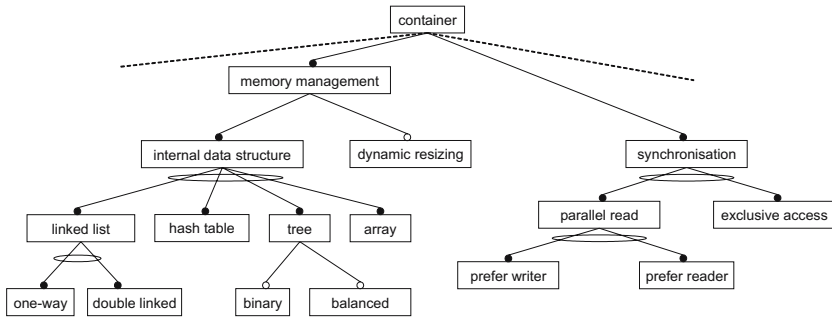 container
memory management
internal data structure
dynamic resizing
synchronisation
linked list
hash table
tree
array
parallel read
exclusive access
one-way
double linked
binary
balanced
prefer writer
prefer reader